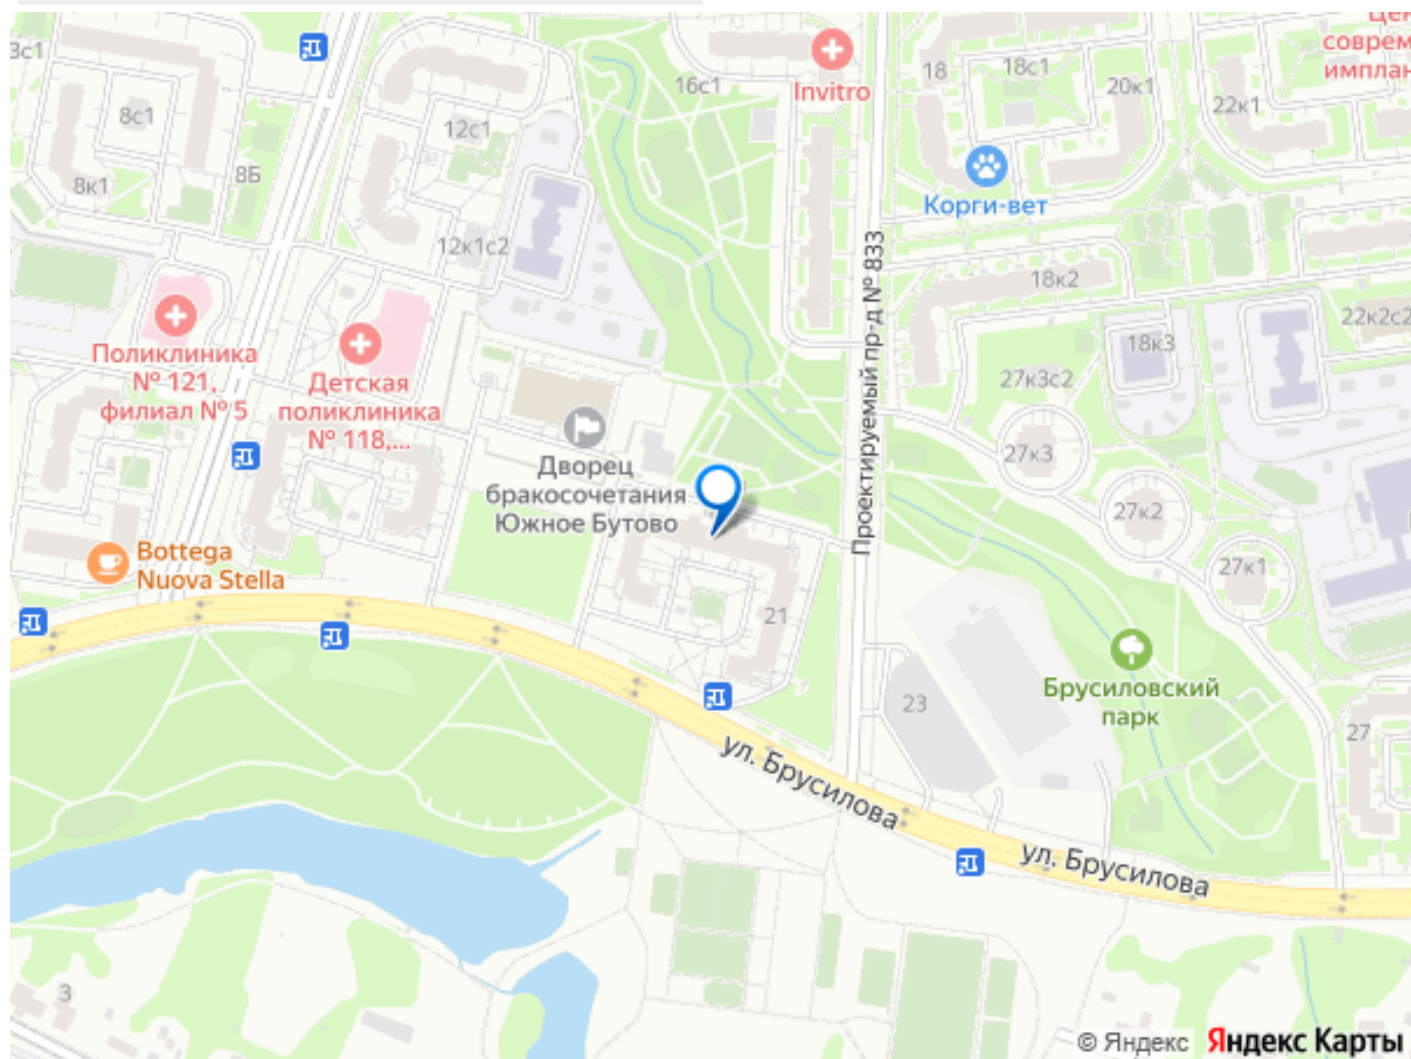 3с1
16с1
18
18с1
Цен
соврем
имплан
Invitro
20к1
22к1
8с1
12с1
8Б
8к1
Корги-вет
12к1с2
18к2
22к2с2
18к3
Поликлиника
№ 121,
филиал № 5
Детская
поликлиника
№ 118,...
27к3с2
Проектируемый пр-д № 833
27к3
Дворец
бракосочетания
Южное Бутово
27к2
Bottega
Nuova Stella
27к1
21
Брусиловский
парк
23
27
ул. Брусилова
ул. Брусилова
3
© Яндекс Яндекс Карты